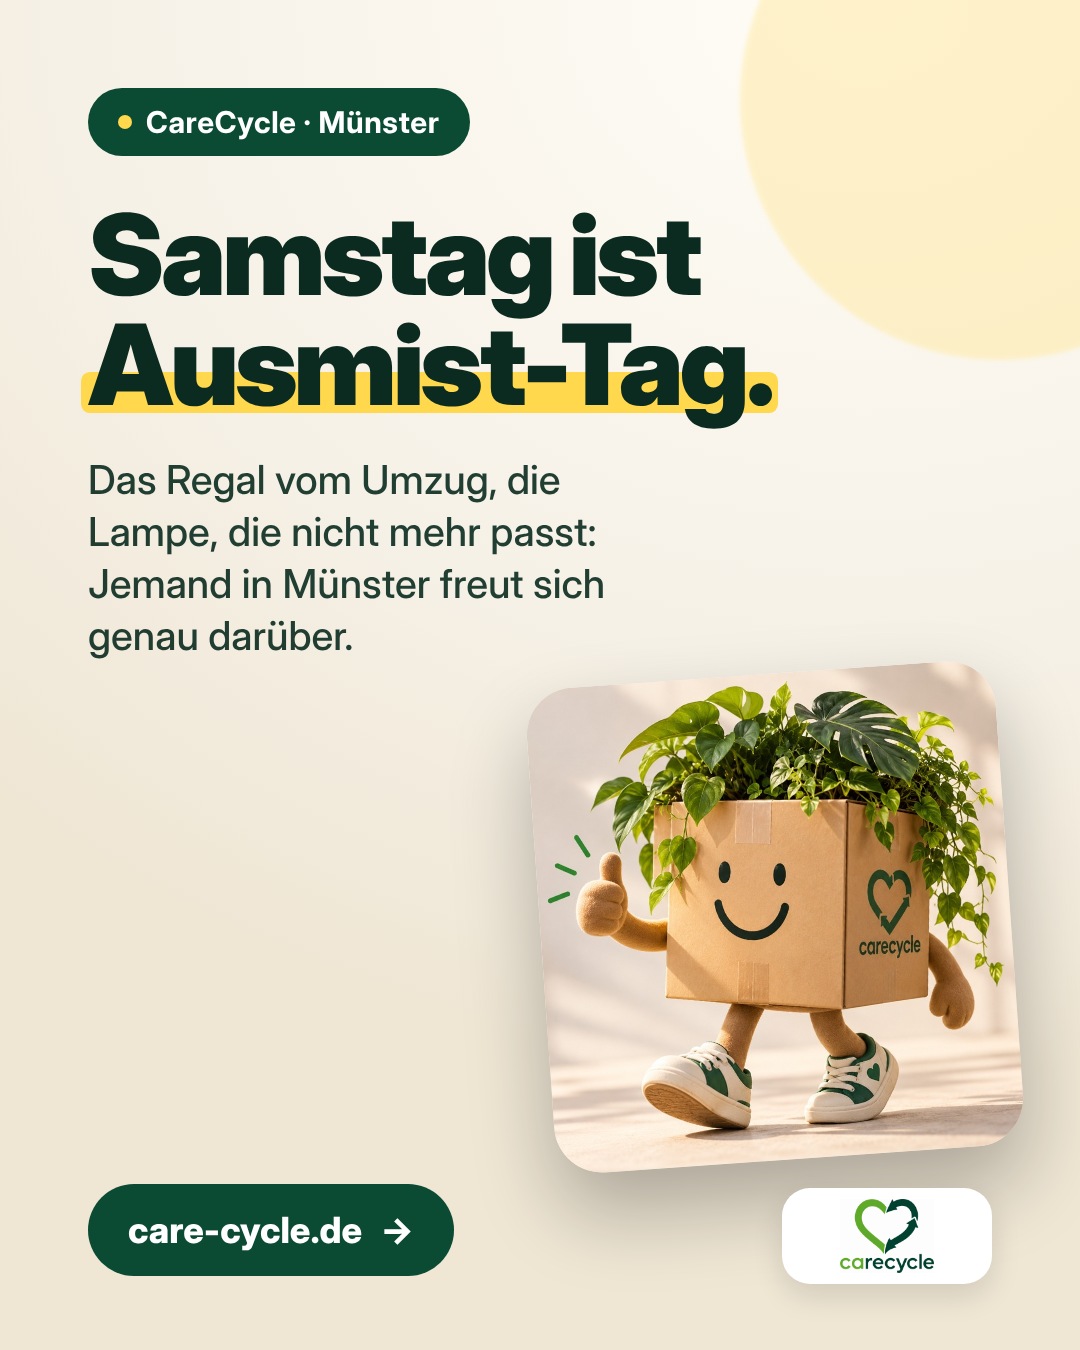 CareCycle · Münster
Samstag ist
Ausmist-Tag.
Das Regal vom Umzug, die
Lampe, die nicht mehr passt:
Jemand in Münster freut sich
genau darüber.
carecycle
care-cycle.de →
carecycle